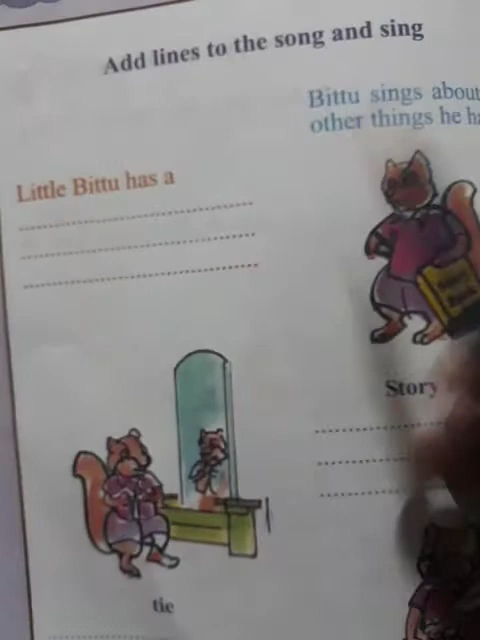 Add lines to the song and sing
Bittu sings about
other things he
Little Bittu has a
Story
tie